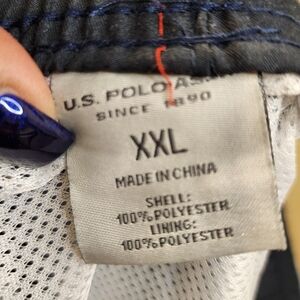 U.S. POLO ASSN.
SINCE 1890
XXL
MADE IN CHINA
SHELL:
100% POLYESTER
LINING:
100% POLYESTER